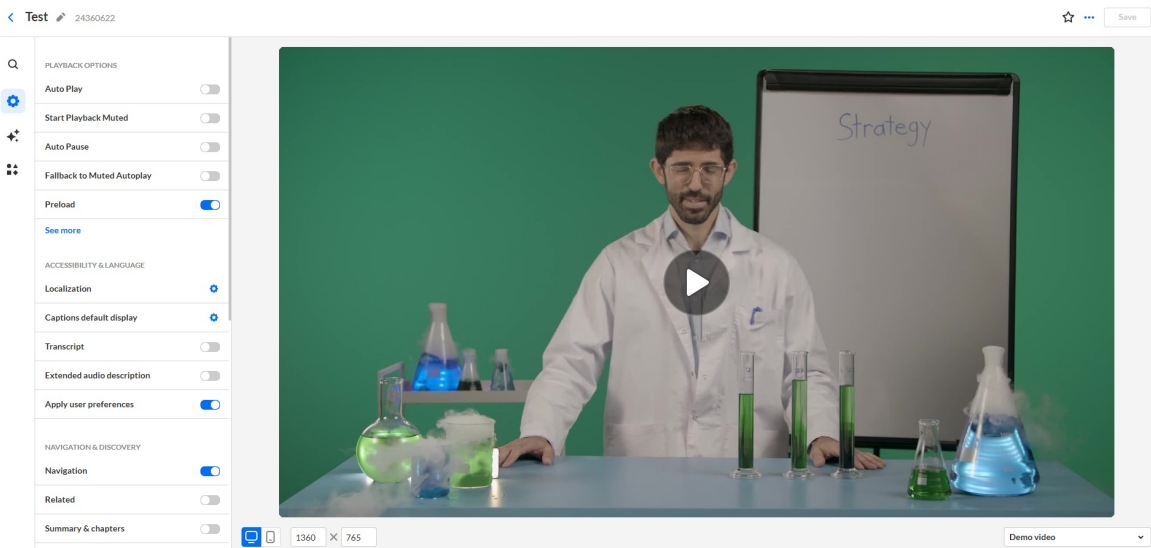 Test 24360622
Save
PLAYBACK OPTIONS
Auto Play
Start Playback Muted
Auto Pause
Fallback to Muted Autoplay
Preload
See more
ACCESSIBILITY & LANGUAGE
Localization
Captions default display
Transcript
Extended audio description
Apply user preferences
NAVIGATION & DISCOVERY
Navigation
Related
Summary & chapters
Strategy
1360 765
Demo video